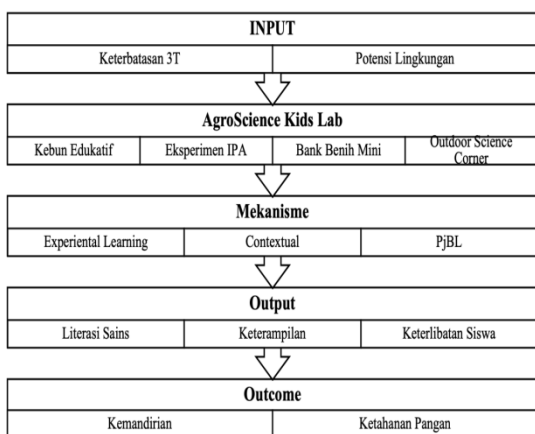 INPUT
Keterbatasan 3T
Potensi Lingkungan
AgroScience Kids Lab
Kebun Edukatif
Eksperimen IPA
Bank Benih Mini
Outdoor Science
Corner
Mekanisme
Experiental Learning
Contextual
PjBL
Output
Literasi Sains
Keterampilan
Keterlibatan Siswa
Outcome
Kemandirian
Ketahanan Pangan